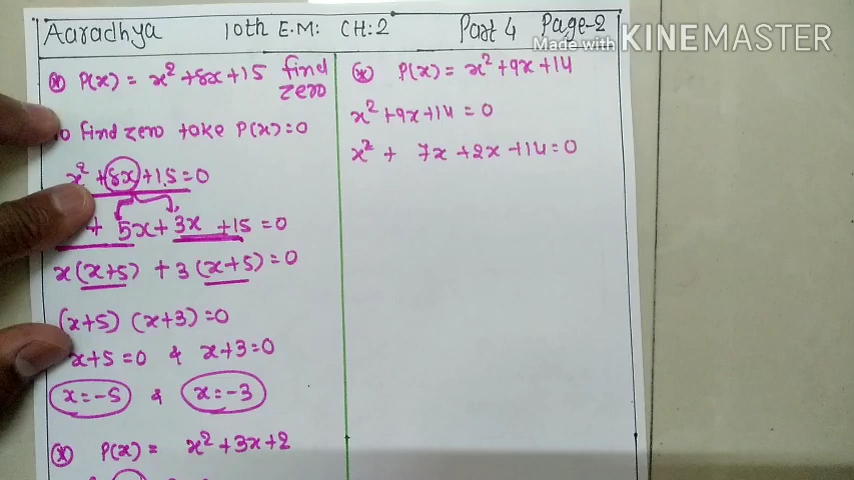 Aaradhya 10th E.M: CH:2 Part 4 Page-2
Made with KINEMASTER
(*) P(x) = x² + 8x + 15 find zero
To find zero take P(x) = 0
x² + 8x + 15 = 0
+ 5x + 3x + 15 = 0
x(x+5) + 3(x+5) = 0
(x+5) (x+3) = 0
x+5 = 0 & x+3 = 0
x = -5 & x = -3
(*) P(x) = x² + 3x + 2
(*) P(x) = x² + 9x + 14
x² + 9x + 14 = 0
x² + 7x + 2x + 14 = 0